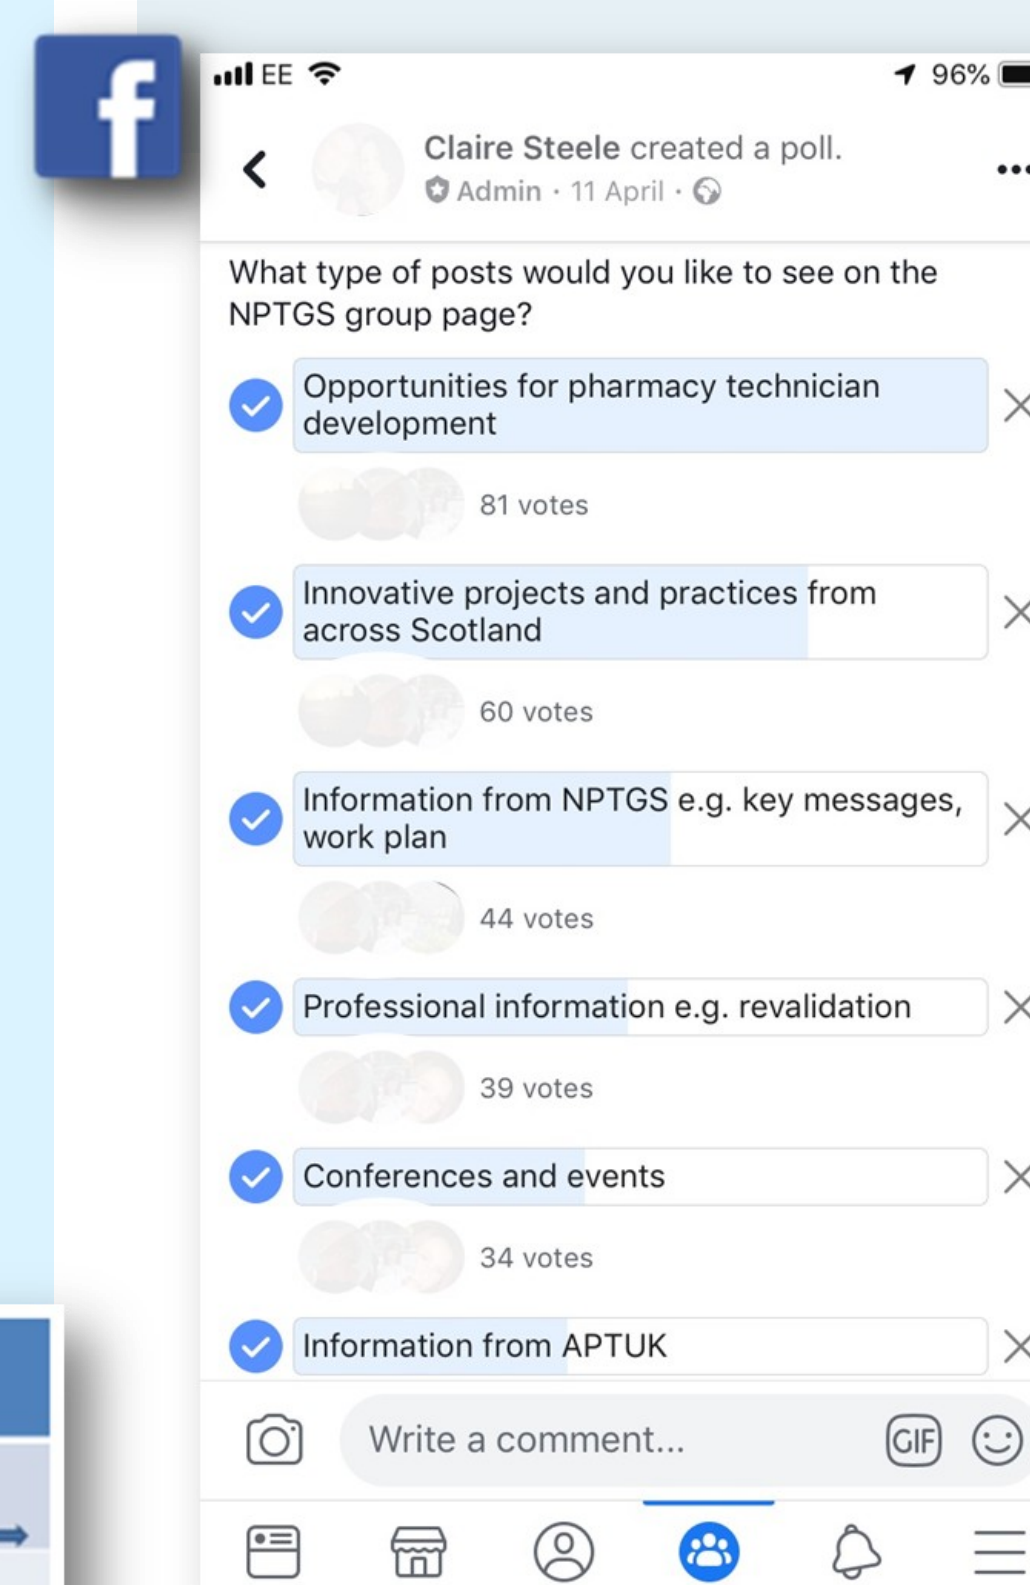 f
EE 96%
Claire Steele created a poll.
Admin · 11 April ·
What type of posts would you like to see on the
NPTGS group page?
Opportunities for pharmacy technician
development
81 votes
Innovative projects and practices from
across Scotland
60 votes
Information from NPTGS e.g. key messages,
work plan
44 votes
Professional information e.g. revalidation
39 votes
Conferences and events
34 votes
Information from APTUK
Write a comment...
GIF